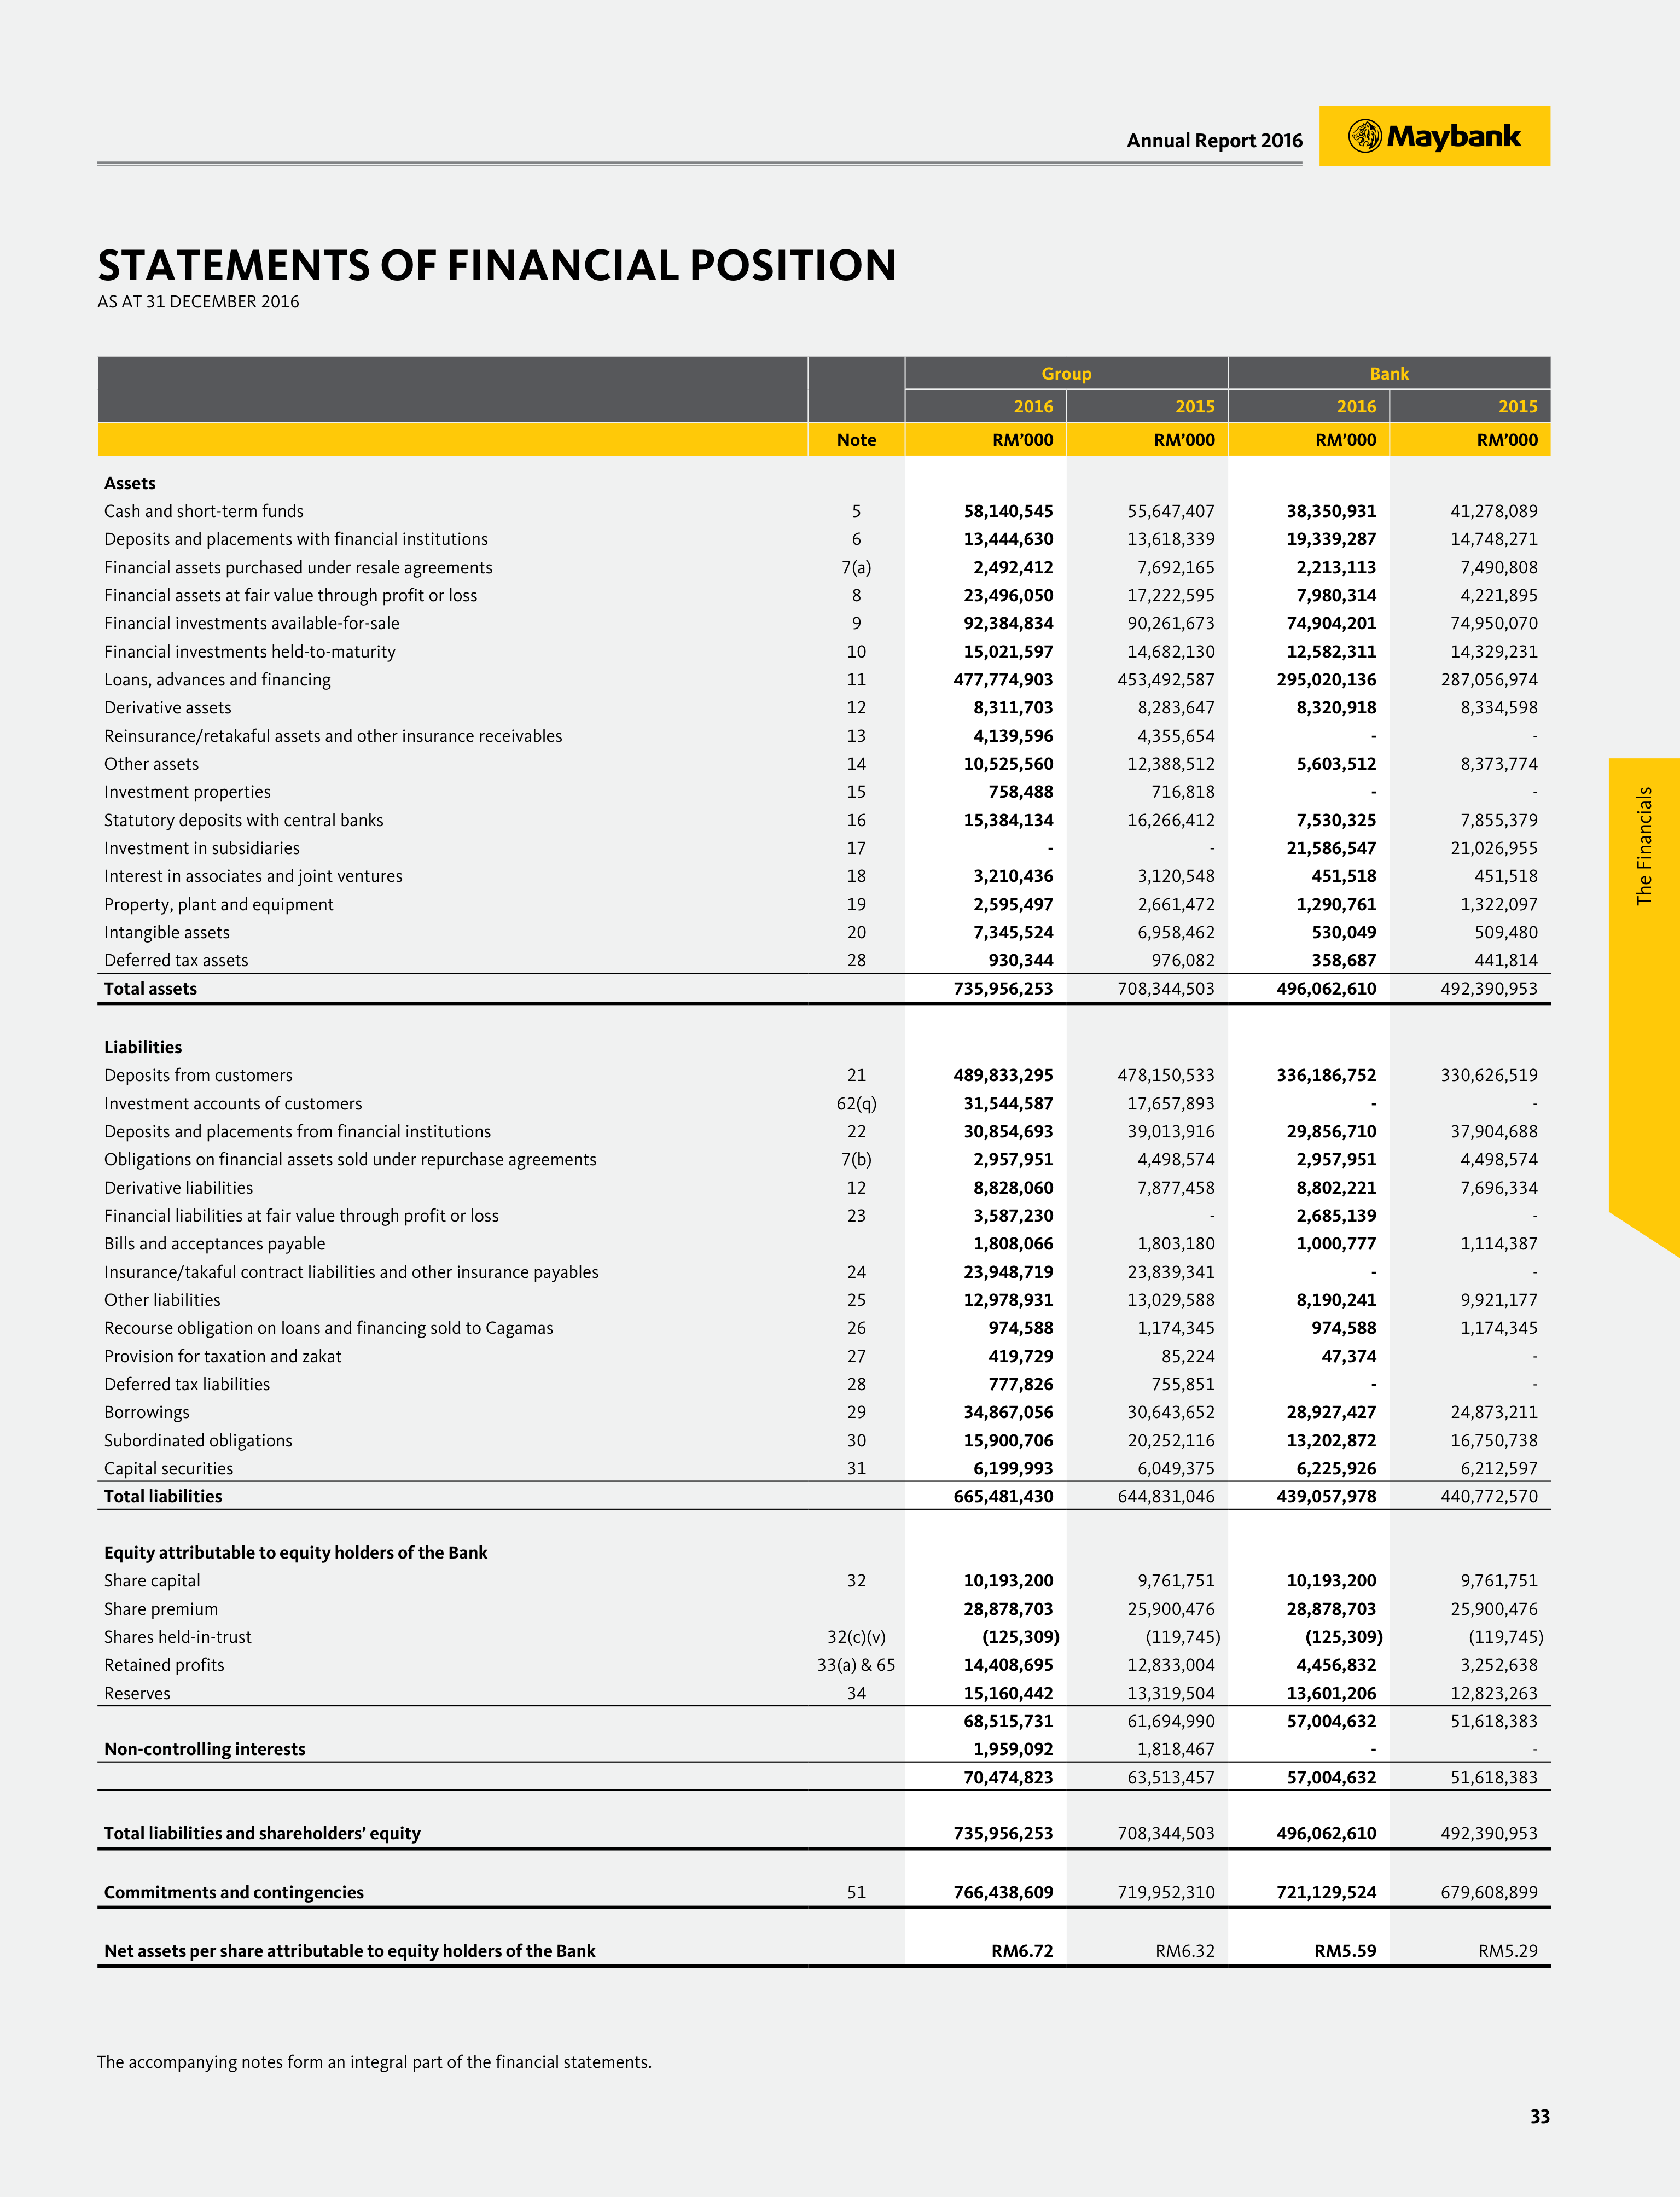 Annual Report 2016
Maybank
STATEMENTS OF FINANCIAL POSITION
AS AT 31 DECEMBER 2016
Group Bank
2016 2015 2016 2015
Note RM’000 RM’000 RM’000 RM’000
Assets
Cash and short-term funds 5 58,140,545 55,647,407 38,350,931 41,278,089
Deposits and placements with financial institutions 6 13,444,630 13,618,339 19,339,287 14,748,271
Financial assets purchased under resale agreements 7(a) 2,492,412 7,692,165 2,213,113 7,490,808
Financial assets at fair value through profit or loss 8 23,496,050 17,222,595 7,980,314 4,221,895
Financial investments available-for-sale 9 92,384,834 90,261,673 74,904,201 74,950,070
Financial investments held-to-maturity 10 15,021,597 14,682,130 12,582,311 14,329,231
Loans, advances and financing 11 477,774,903 453,492,587 295,020,136 287,056,974
Derivative assets 12 8,311,703 8,283,647 8,320,918 8,334,598
Reinsurance/retakaful assets and other insurance receivables 13 4,139,596 4,355,654 - -
Other assets 14 10,525,560 12,388,512 5,603,512 8,373,774
Investment properties 15 758,488 716,818 - -
Statutory deposits with central banks 16 15,384,134 16,266,412 7,530,325 7,855,379
Investment in subsidiaries 17 - - 21,586,547 21,026,955
Interest in associates and joint ventures 18 3,210,436 3,120,548 451,518 451,518
Property, plant and equipment 19 2,595,497 2,661,472 1,290,761 1,322,097
Intangible assets 20 7,345,524 6,958,462 530,049 509,480
Deferred tax assets 28 930,344 976,082 358,687 441,814
Total assets 735,956,253 708,344,503 496,062,610 492,390,953
Liabilities
Deposits from customers 21 489,833,295 478,150,533 336,186,752 330,626,519
Investment accounts of customers 62(q) 31,544,587 17,657,893 - -
Deposits and placements from financial institutions 22 30,854,693 39,013,916 29,856,710 37,904,688
Obligations on financial assets sold under repurchase agreements 7(b) 2,957,951 4,498,574 2,957,951 4,498,574
Derivative liabilities 12 8,828,060 7,877,458 8,802,221 7,696,334
Financial liabilities at fair value through profit or loss 23 3,587,230 - 2,685,139 -
Bills and acceptances payable 1,808,066 1,803,180 1,000,777 1,114,387
Insurance/takaful contract liabilities and other insurance payables 24 23,948,719 23,839,341 - -
Other liabilities 25 12,978,931 13,029,588 8,190,241 9,921,177
Recourse obligation on loans and financing sold to Cagamas 26 974,588 1,174,345 974,588 1,174,345
Provision for taxation and zakat 27 419,729 85,224 47,374 -
Deferred tax liabilities 28 777,826 755,851 - -
Borrowings 29 34,867,056 30,643,652 28,927,427 24,873,211
Subordinated obligations 30 15,900,706 20,252,116 13,202,872 16,750,738
Capital securities 31 6,199,993 6,049,375 6,225,926 6,212,597
Total liabilities 665,481,430 644,831,046 439,057,978 440,772,570
Equity attributable to equity holders of the Bank
Share capital 32 10,193,200 9,761,751 10,193,200 9,761,751
Share premium 28,878,703 25,900,476 28,878,703 25,900,476
Shares held-in-trust 32(c)(v) (125,309) (119,745) (125,309) (119,745)
Retained profits 33(a) & 65 14,408,695 12,833,004 4,456,832 3,252,638
Reserves 34 15,160,442 13,319,504 13,601,206 12,823,263
68,515,731 61,694,990 57,004,632 51,618,383
Non-controlling interests 1,959,092 1,818,467 - -
70,474,823 63,513,457 57,004,632 51,618,383
Total liabilities and shareholders’ equity 735,956,253 708,344,503 496,062,610 492,390,953
Commitments and contingencies 51 766,438,609 719,952,310 721,129,524 679,608,899
Net assets per share attributable to equity holders of the Bank RM6.72 RM6.32 RM5.59 RM5.29
The accompanying notes form an integral part of the financial statements.
The Financials
33